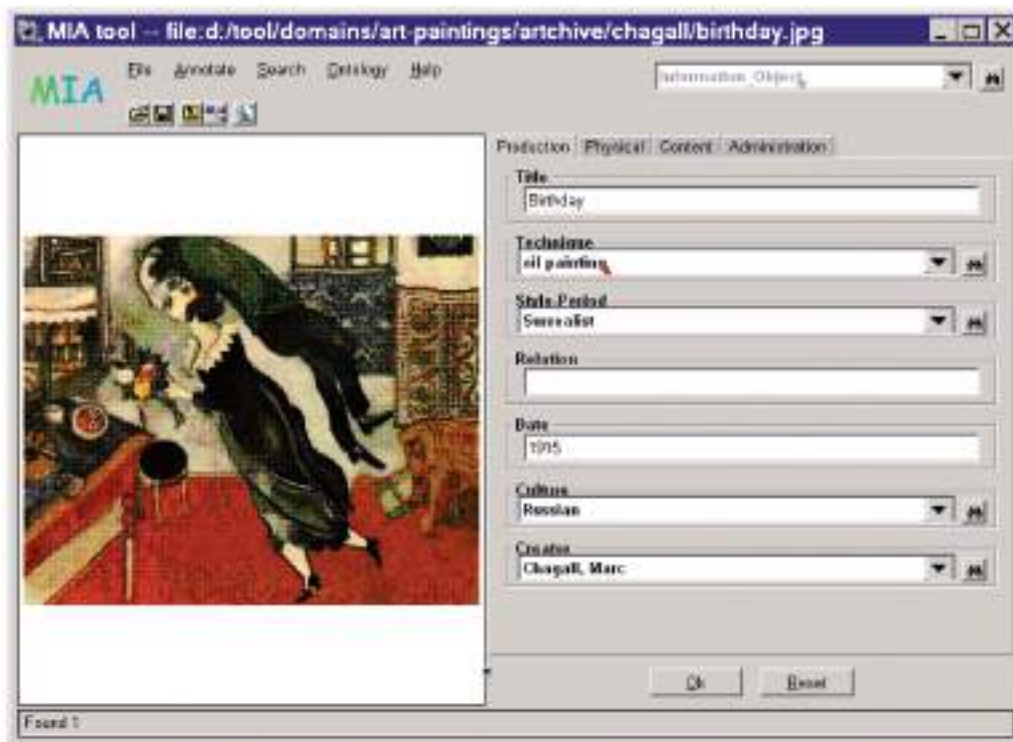 MIA tool -- file:d:/tool/domains/art-paintings/artchive/chagall/birthday.jpg
MIA
File Annotate Search Ontology Help
Information_Object
Production Physical Content Administration
Title
Birthday
Technique
oil painting
Style-Period
Surrealist
Relation
Date
1915
Culture
Russian
Creator
Chagall, Marc
Ok Reset
Found 1